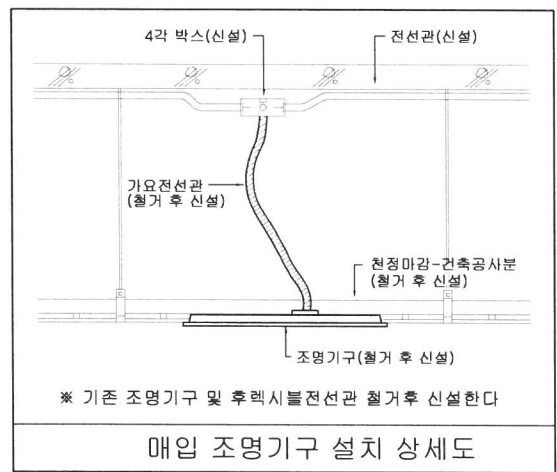 4각 박스(신설)
전선관(신설)
가요전선관
(철거 후 신설)
천정마감-건축공사분
(철거 후 신설)
조명기구(철거 후 신설)
※ 기존 조명기구 및 후렉시블전선관 철거후 신설한다
매입 조명기구 설치 상세도